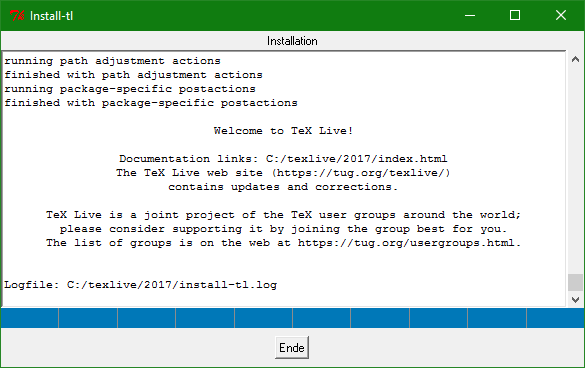 Install-tl
Installation
running path adjustment actions
finished with path adjustment actions
running package-specific postactions
finished with package-specific postactions
Welcome to TeX Live!
Documentation links: C:/texlive/2017/index.html
The TeX Live web site (https://tug.org/texlive/)
contains updates and corrections.
TeX Live is a joint project of the TeX user groups around the world;
please consider supporting it by joining the group best for you.
The list of groups is on the web at https://tug.org/usergroups.html.
Logfile: C:/texlive/2017/install-tl.log
Ende